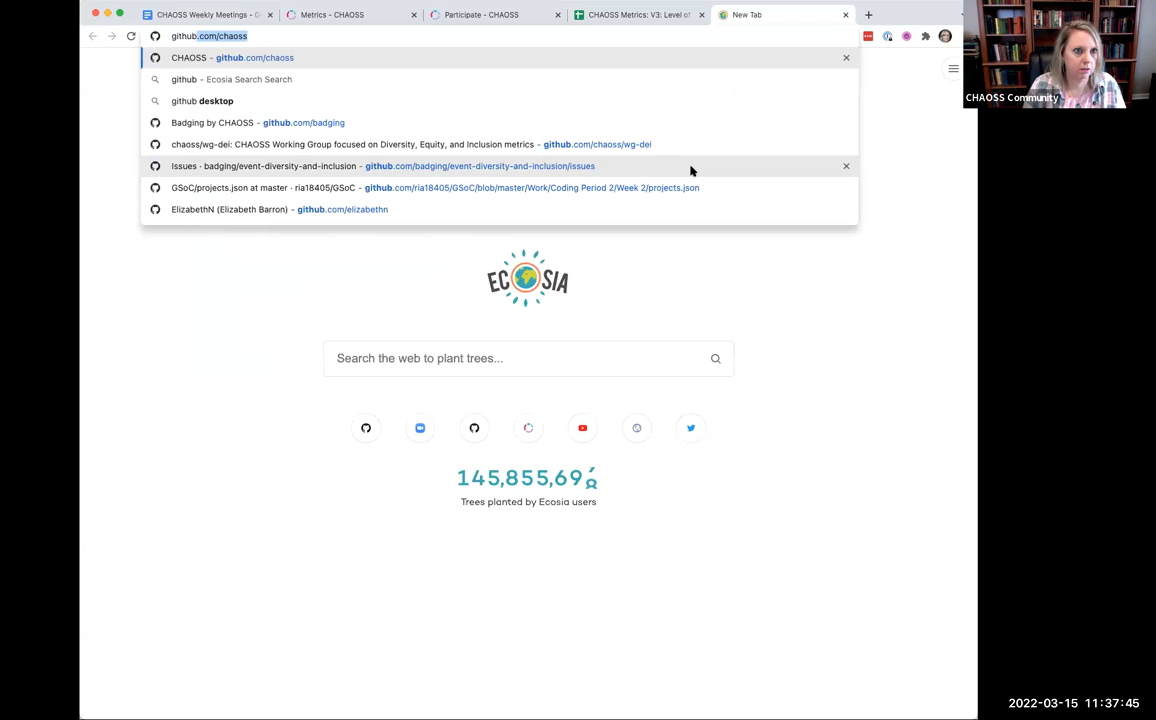 CHAOSS Weekly Meetings - G
Metrics - CHAOSS
Participate - CHAOSS
CHAOSS Metrics: V3: Level of
New Tab
github.com/chaoss
CHAOSS - github.com/chaoss
github - Ecosia Search Search
github desktop
Badging by CHAOSS - github.com/badging
chaoss/wg-dei: CHAOSS Working Group focused on Diversity, Equity, and Inclusion metrics - github.com/chaoss/wg-dei
Issues · badging/event-diversity-and-inclusion - github.com/badging/event-diversity-and-inclusion/issues
GSoC/projects.json at master · ria18405/GSoC - github.com/ria18405/GSoC/blob/master/Work/Coding Period 2/Week 2/projects.json
ElizabethN (Elizabeth Barron) - github.com/elizabethn
CHAOSS Community
ECOSIA
Search the web to plant trees...
145,855,698
Trees planted by Ecosia users
2022-03-15 11:37:45